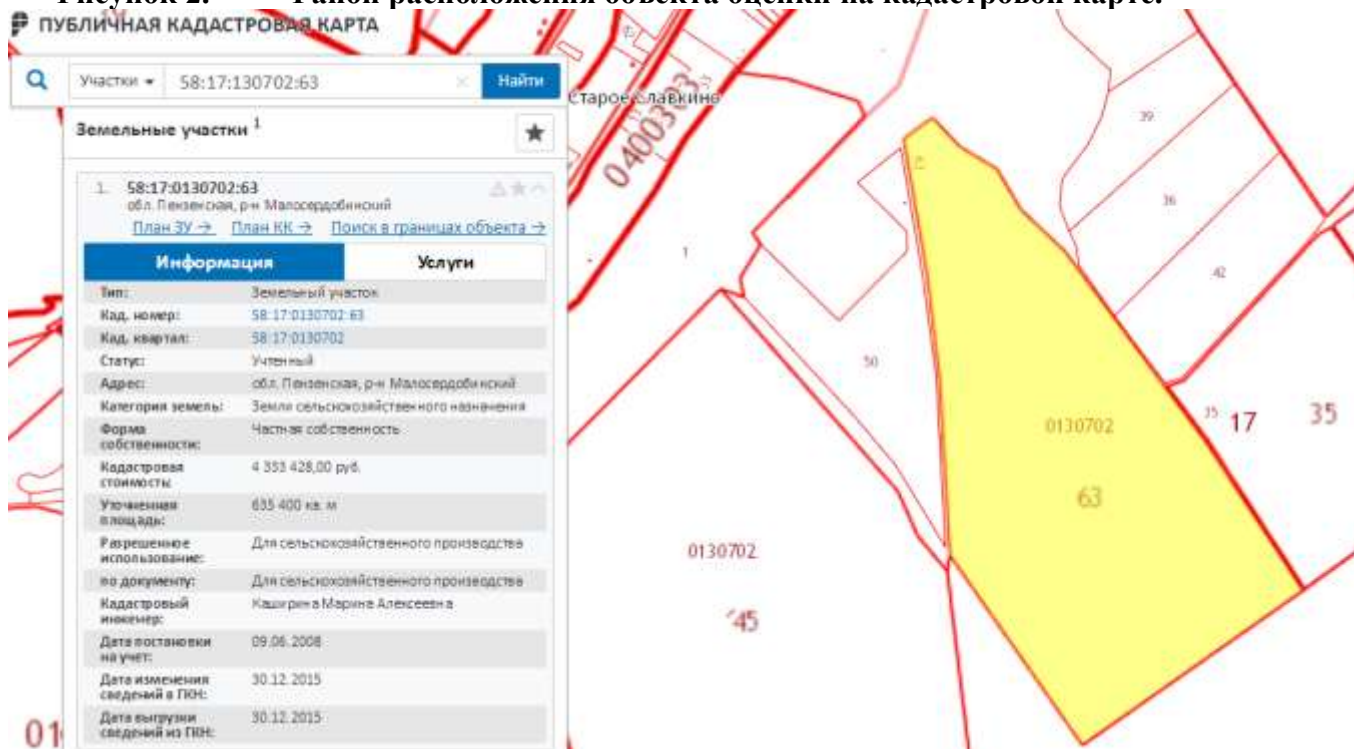 Рисунок 2. Район расположения объекта оценки на кадастровой карте.
ПУБЛИЧНАЯ КАДАСТРОВАЯ КАРТА
Участки 58:17:130702:63 × Найти
Земельные участки 1
1. 58:17:0130702:63
обл. Пензенская, р-н Малосердобинский
План ЗУ → План КК → Поиск в границах объекта →
Информация Услуги
Тип: Земельный участок
Кад. номер: 58:17:0130702:63
Кад. квартал: 58:17:0130702
Статус: Учтенный
Адрес: обл. Пензенская, р-н Малосердобинский
Категория земель: Земли сельскохозяйственного назначения
Форма
собственности: Частная собственность
Кадастровая
стоимость: 4 333 428,00 руб.
Уточненная
площадь: 635 400 кв. м
Разрешенное
использование: Для сельскохозяйственного производства
по документу: Для сельскохозяйственного производства
Кадастровый
инженер: Каширина Марина Алексеевна
Дата постановки
на учет: 09.06.2008
Дата изменения
сведений в ГКН: 30.12.2015
Дата выгрузки
сведений из ГКН: 30.12.2015
Старое Славкино
0400303
39
36
42
1
50
35
17
35
0130702
63
0130702
45
01